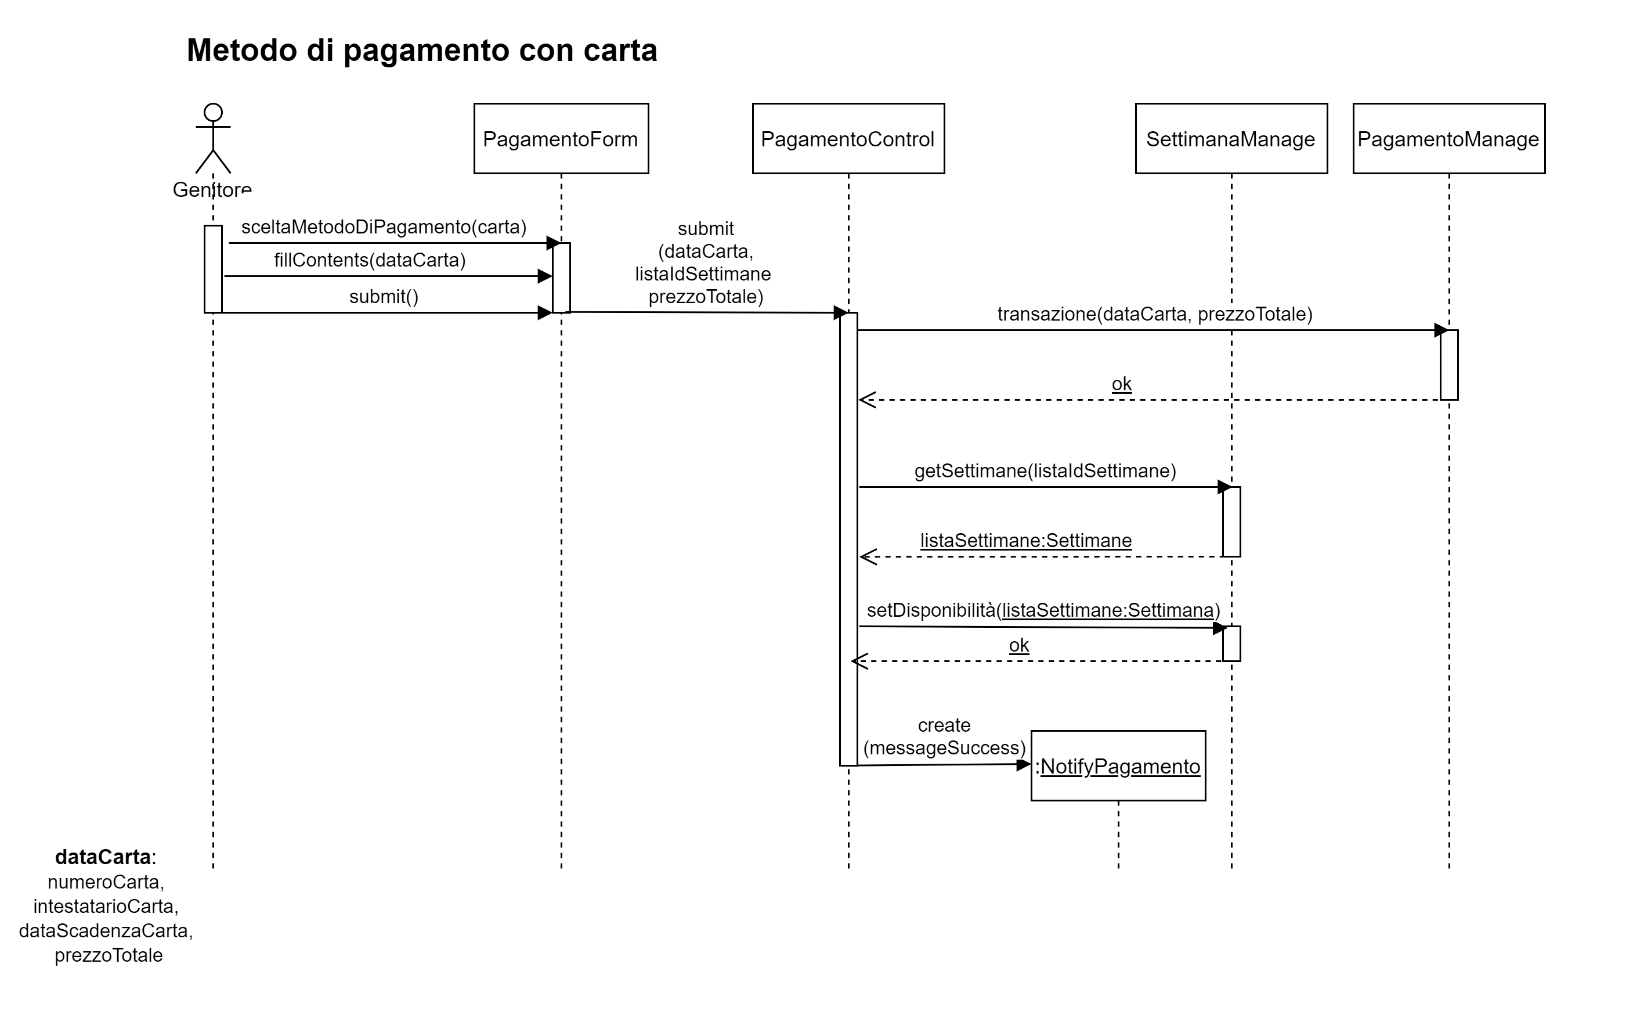 Metodo di pagamento con carta
Genitore
PagamentoForm
PagamentoControl
SettimanaManage
PagamentoManage
sceltaMetodoDiPagamento(carta)
fillContents(dataCarta)
submit()
submit
(dataCarta,
listaIdSettimane
prezzoTotale)
transazione(dataCarta, prezzoTotale)
ok
getSettimane(listaIdSettimane)
listaSettimane:Settimane
setDisponibilità(listaSettimane:Settimana)
ok
create
(messageSuccess)
:NotifyPagamento
dataCarta:
numeroCarta,
intestatarioCarta,
dataScadenzaCarta,
prezzoTotale